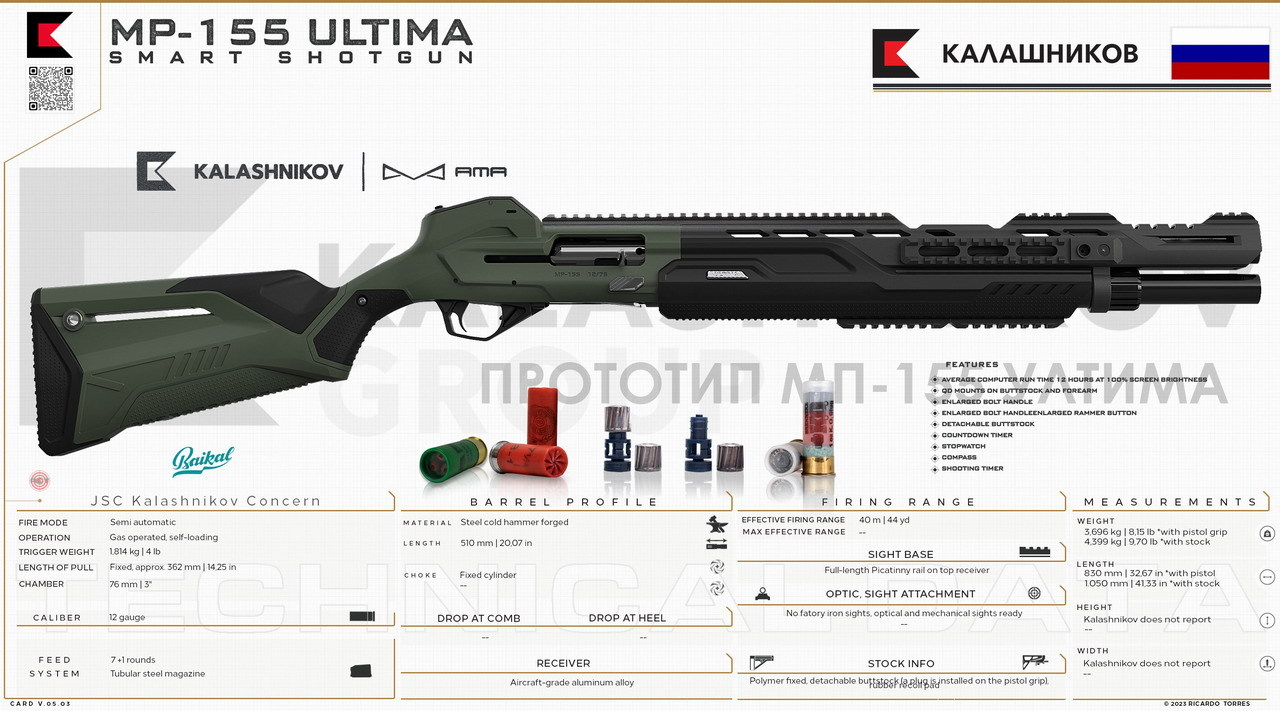 MP-155 ULTIMA
SMART SHOTGUN
КАЛАШНИКОВ
KALASHNIKOV
AMA
KALASHNIKOV
GROUP
MP-155 12/76
ПРОТОТИП МП-155 УЛТИМА
FEATURES
AVERAGE COMPUTER RUN TIME 12 HOURS AT 100% SCREEN BRIGHTNESS
QD MOUNTS ON BUTTSTOCK AND FOREARM
ENLARGED BOLT HANDLE
ENLARGED BOLT HANDLEENLARGED RAMMER BUTTON
DETACHABLE BUTTSTOCK
COUNTDOWN TIMER
STOPWATCH
COMPASS
SHOOTING TIMER
Baikal
JSC Kalashnikov Concern
FIRE MODE Semi automatic
OPERATION Gas operated, self-loading
TRIGGER WEIGHT 1,814 kg | 4 lb
LENGTH OF PULL Fixed, approx. 362 mm | 14,25 in
CHAMBER 76 mm | 3"
CALIBER 12 gauge
FEED SYSTEM
7 +1 rounds
Tubular steel magazine
BARREL PROFILE
MATERIAL Steel cold hammer forged
LENGTH 510 mm | 20,07 in
CHOKE Fixed cylinder
--
DROP AT COMB DROP AT HEEL
-- --
RECEIVER
Aircraft-grade aluminum alloy
FIRING RANGE
EFFECTIVE FIRING RANGE 40 m | 44 yd
MAX EFFECTIVE RANGE --
SIGHT BASE
Full-length Picatinny rail on top receiver
OPTIC, SIGHT ATTACHMENT
No fatory iron sights, optical and mechanical sights ready
--
STOCK INFO
Polymer fixed, detachable buttstock (a plug is installed on the pistol grip),
rubber recoil pad
MEASUREMENTS
WEIGHT
3,696 kg | 8,15 lb *with pistol grip
4.399 kg | 9,70 lb *with stock
LENGTH
830 mm | 32,67 in *with pistol
1.050 mm | 41,33 in *with stock
HEIGHT
Kalashnikov does not report
--
WIDTH
Kalashnikov does not report
--
TECHNICAL DATA
CARD V.05.03
© 2023 RICARDO TORRES